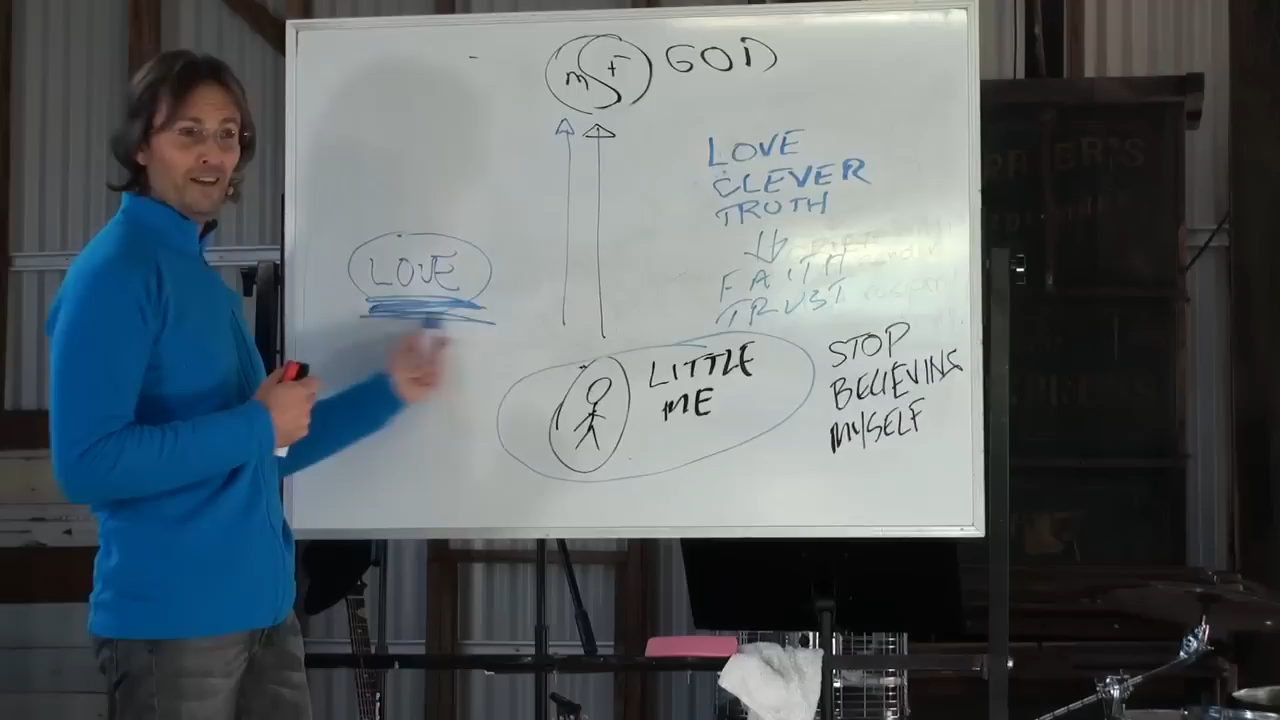 m f GOD
LOVE
CLEVER
TRUTH
FAITH
TRUST
LOVE
LITTLE
ME
STOP
BELIEVING
MYSELF